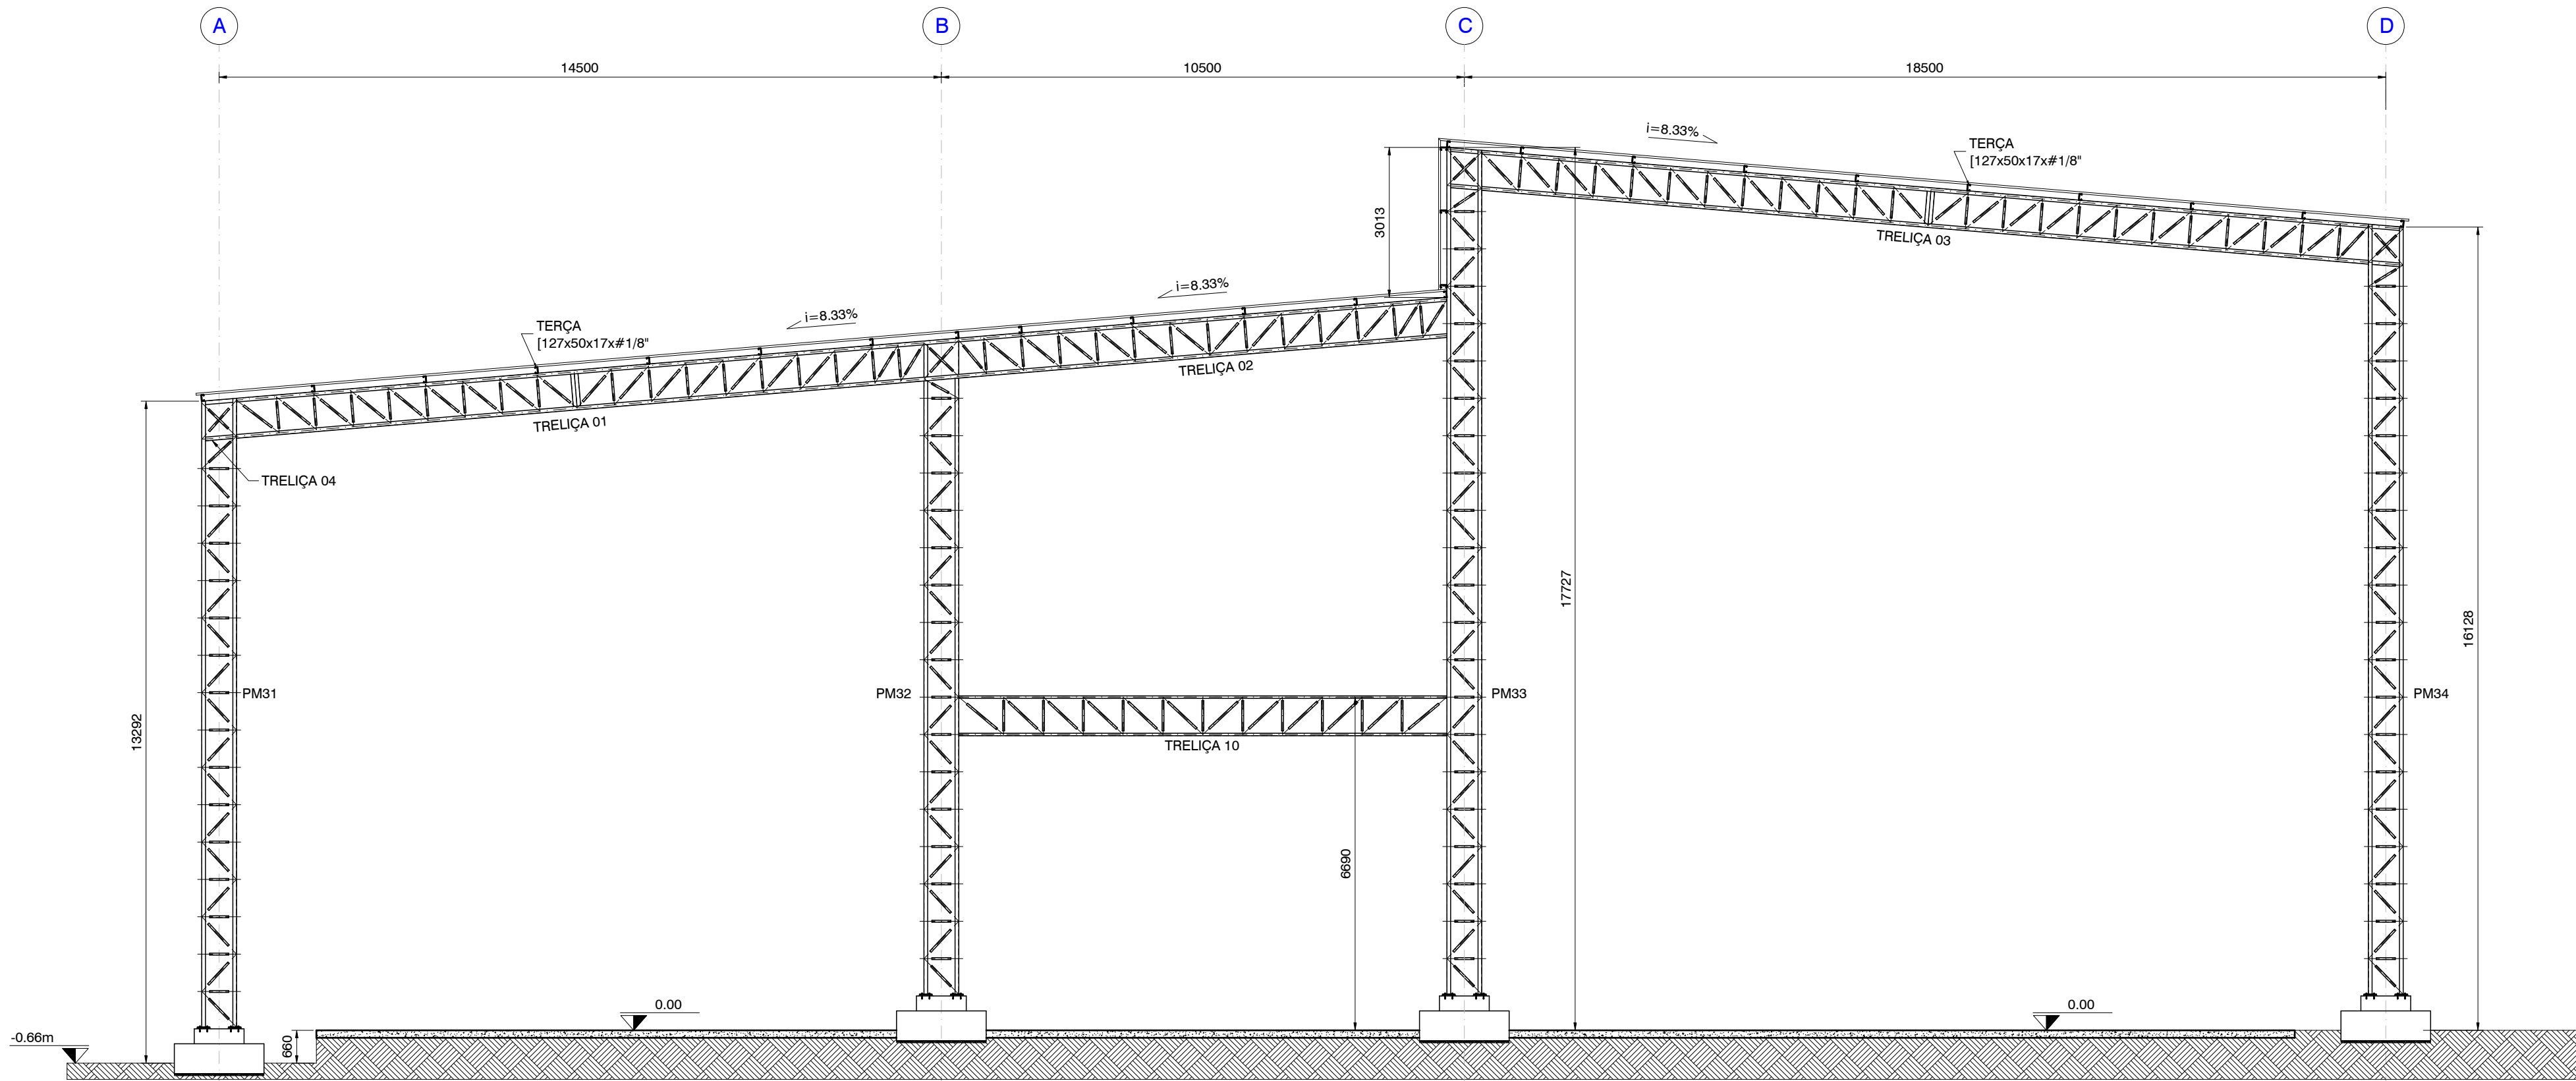 A
B
C
D
14500
10500
18500
i=8.33%
TERÇA
[127x50x17x#1/8"
3013
TRELIÇA 03
i=8.33%
i=8.33%
TERÇA
[127x50x17x#1/8"
TRELIÇA 02
TRELIÇA 01
TRELIÇA 04
17727
16128
PM31
PM32
PM33
PM34
13292
TRELIÇA 10
6690
0.00
0.00
-0.66m
660